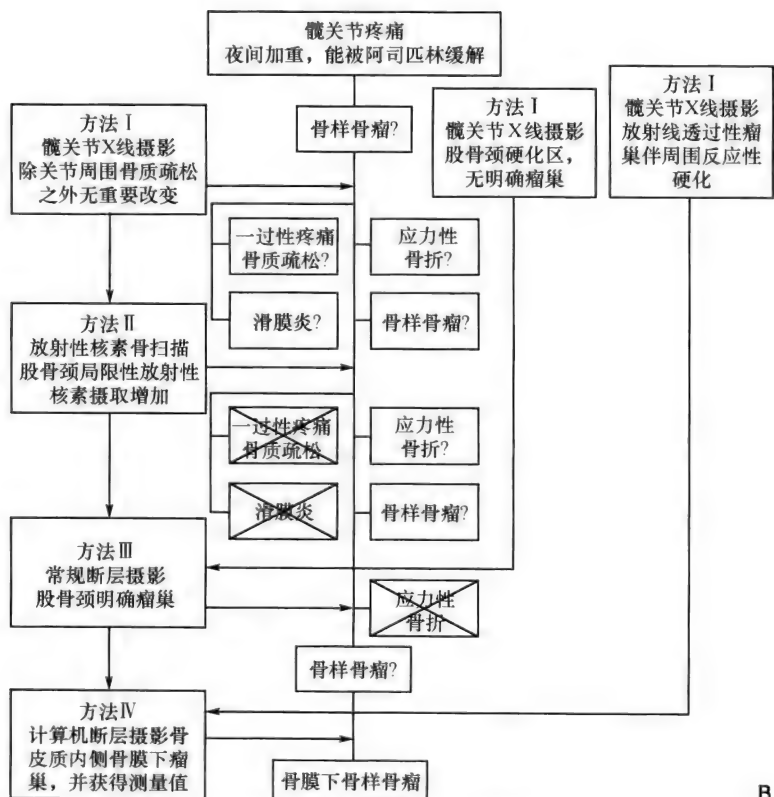 髋关节疼痛
夜间加重，能被阿司匹林缓解
骨样骨瘤?
方法Ⅰ
髋关节X线摄影
除关节周围骨质疏松
之外无重要改变
方法Ⅰ
髋关节X线摄影
股骨颈硬化区，
无明确瘤巢
方法Ⅰ
髋关节X线摄影
放射线透过性瘤
巢伴周围反应性
硬化
一过性疼痛
骨质疏松?
应力性
骨折?
滑膜炎?
骨样骨瘤?
方法Ⅱ
放射性核素骨扫描
股骨颈局限性放射性
核素摄取增加
一过性疼痛
骨质疏松
应力性
骨折?
滑膜炎
骨样骨瘤?
方法Ⅲ
常规断层摄影
股骨颈明确瘤巢
应力性
骨折
骨样骨瘤?
方法Ⅳ
计算机断层摄影骨
皮质内侧骨膜下瘤
巢，并获得测量值
骨膜下骨样骨瘤
B